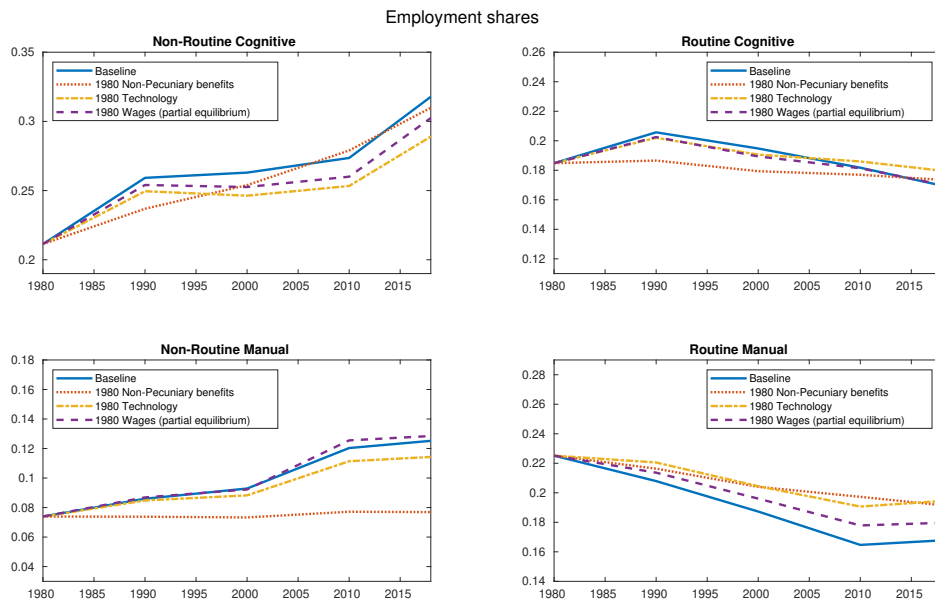 Employment shares
Non-Routine Cognitive
0.35
0.3
0.25
0.2
Baseline
1980 Non-Pecuniary benefits
1980 Technology
1980 Wages (partial equilibrium)
1980 1985 1990 1995 2000 2005 2010 2015
Routine Cognitive
0.26
0.24
0.22
0.2
0.18
0.16
0.14
0.12
Baseline
1980 Non-Pecuniary benefits
1980 Technology
1980 Wages (partial equilibrium)
1980 1985 1990 1995 2000 2005 2010 2015
Non-Routine Manual
0.18
0.16
0.14
0.12
0.1
0.08
0.06
0.04
Baseline
1980 Non-Pecuniary benefits
1980 Technology
1980 Wages (partial equilibrium)
1980 1985 1990 1995 2000 2005 2010 2015
Routine Manual
0.28
0.26
0.24
0.22
0.2
0.18
0.16
0.14
Baseline
1980 Non-Pecuniary benefits
1980 Technology
1980 Wages (partial equilibrium)
1980 1985 1990 1995 2000 2005 2010 2015